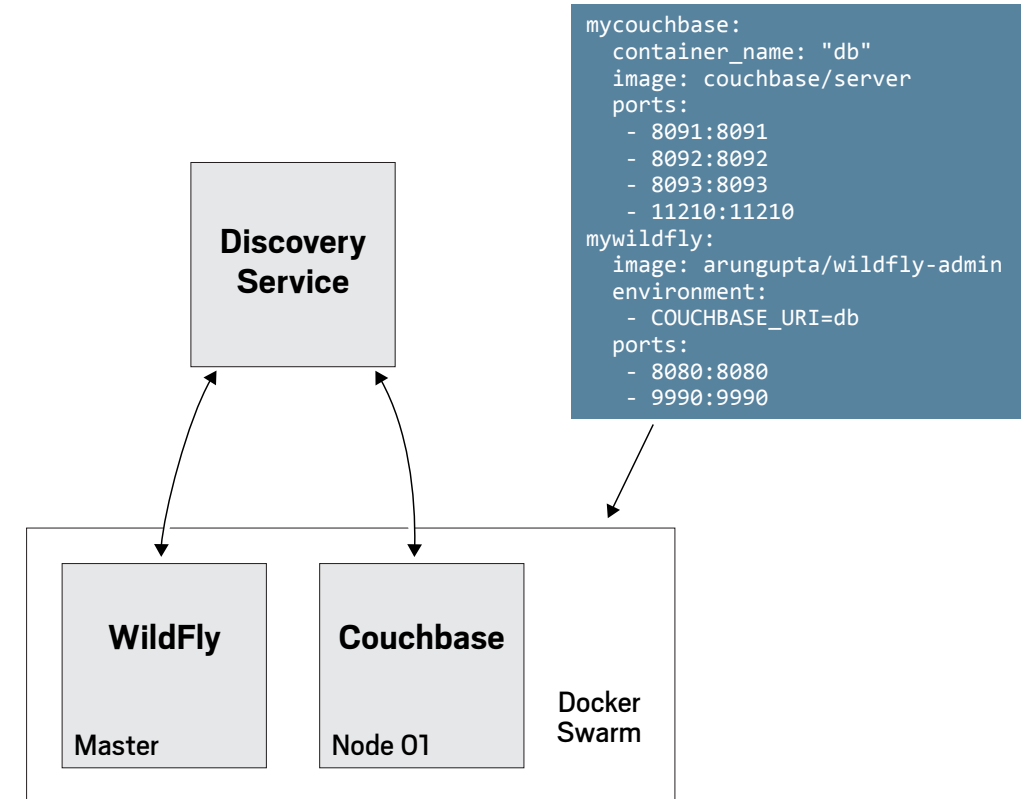 mycouchbase:
  container_name: "db"
  image: couchbase/server
  ports:
   - 8091:8091
   - 8092:8092
   - 8093:8093
   - 11210:11210
mywildfly:
  image: arungupta/wildfly-admin
  environment:
   - COUCHBASE_URI=db
  ports:
   - 8080:8080
   - 9990:9990
Discovery
Service
WildFly
Master
Couchbase
Node 01
Docker
Swarm